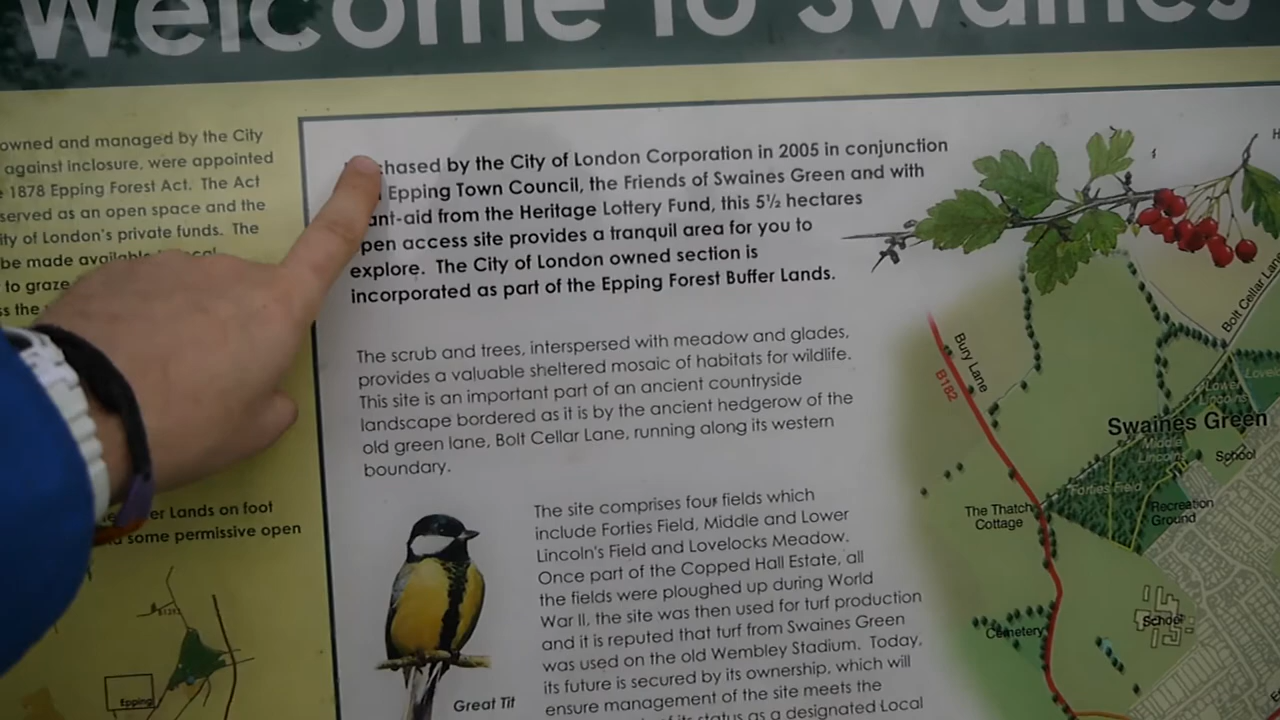 Welcome to Swaines
owned and managed by the City
against inclosure, were appointed
1878 Epping Forest Act. The Act
served as an open space and the
ity of London's private funds. The
be made available
to graze
s the
er Lands on foot
some permissive open
Epping
chased by the City of London Corporation in 2005 in conjunction
Epping Town Council, the Friends of Swaines Green and with
ant-aid from the Heritage Lottery Fund, this 5½ hectares
pen access site provides a tranquil area for you to
explore. The City of London owned section is
incorporated as part of the Epping Forest Buffer Lands.
The scrub and trees, interspersed with meadow and glades,
provides a valuable sheltered mosaic of habitats for wildlife.
This site is an important part of an ancient countryside
landscape bordered as it is by the ancient hedgerow of the
old green lane, Bolt Cellar Lane, running along its western
boundary.
The site comprises four fields which
include Forties Field, Middle and Lower
Lincoln's Field and Lovelocks Meadow.
Once part of the Copped Hall Estate, all
the fields were ploughed up during World
War II, the site was then used for turf production
and it is reputed that turf from Swaines Green
was used on the old Wembley Stadium. Today,
its future is secured by its ownership, which will
ensure management of the site meets the
status as a designated Local
Great Tit
H
Bolt Cellar Lane
Bury Lane
B182
Lower
Lincolns
Lovelo
Swaines Green
Middle
Lincolns
School
Forties Field
The Thatch
Cottage
Recreation
Ground
Cemetery
School